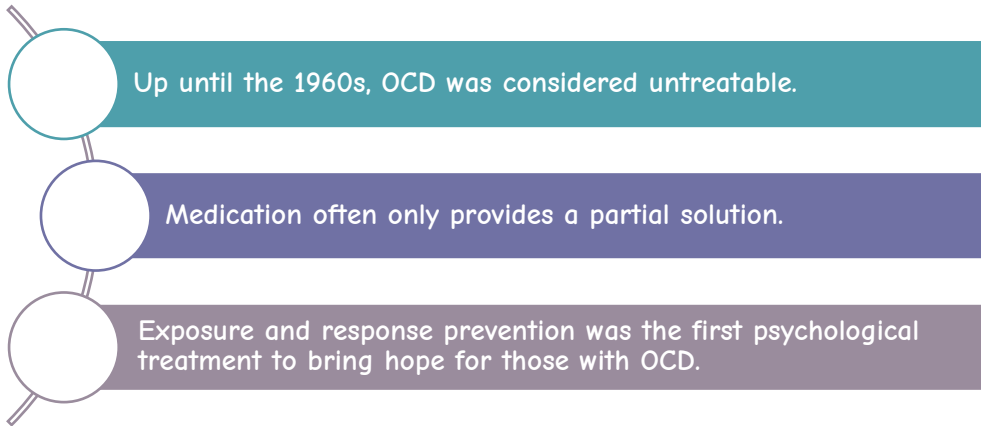 Up until the 1960s, OCD was considered untreatable.
Medication often only provides a partial solution.
Exposure and response prevention was the first psychological
treatment to bring hope for those with OCD.